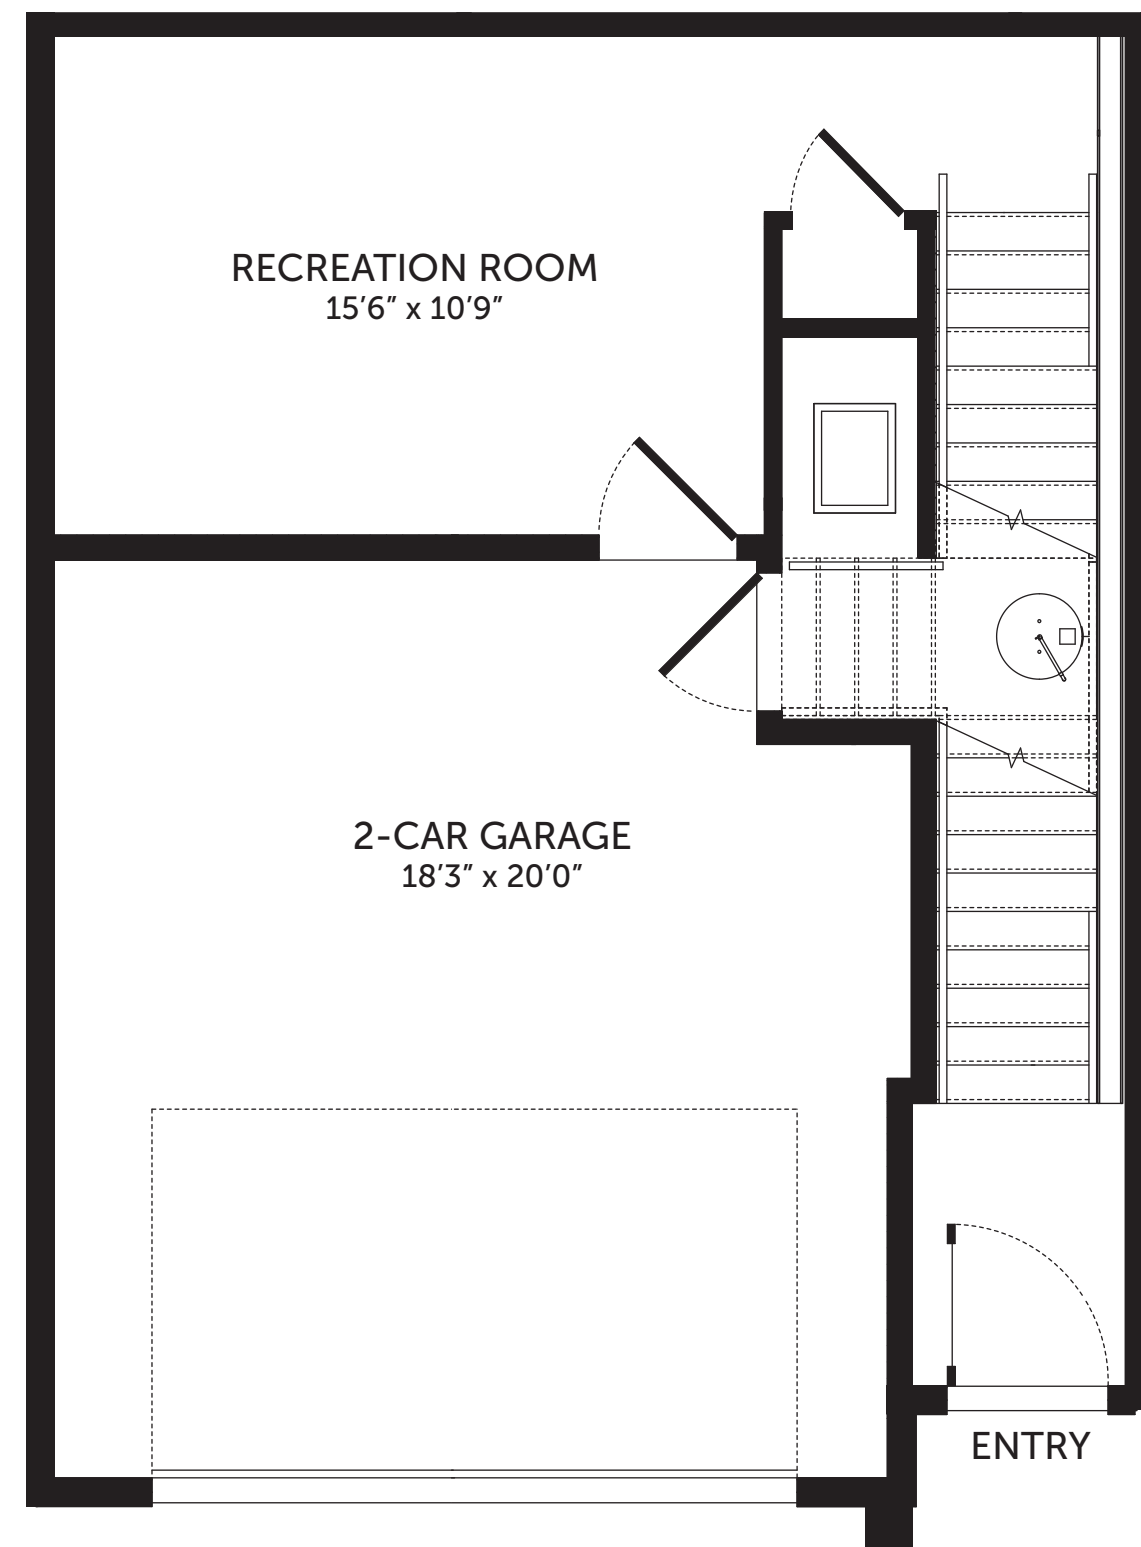 RECREATION ROOM
15’6” x 10’9”
2-CAR GARAGE
18’3” x 20’0”
ENTRY